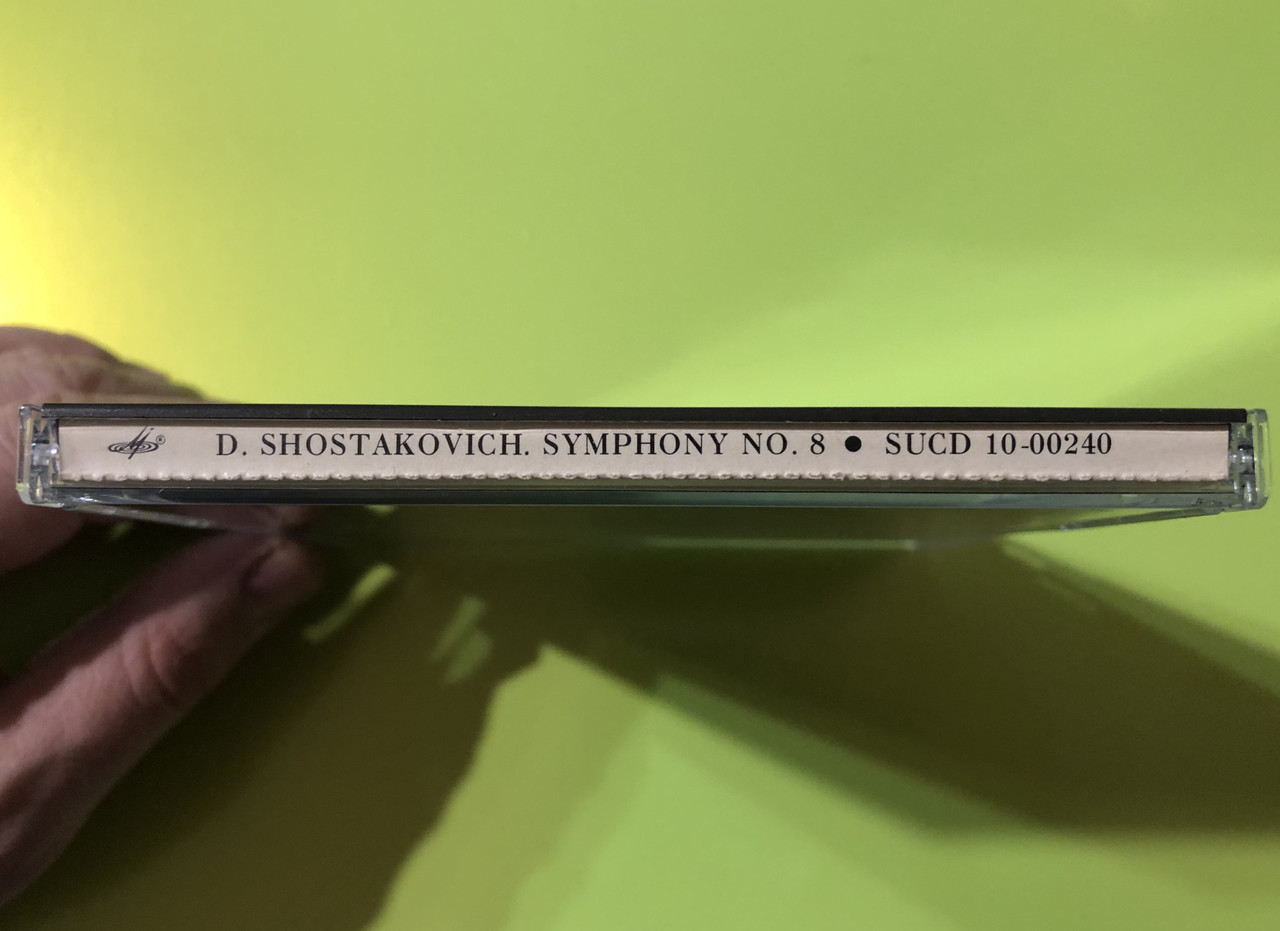 D. SHOSTAKOVICH. SYMPHONY NO. 8 ● SUCD 10-00240